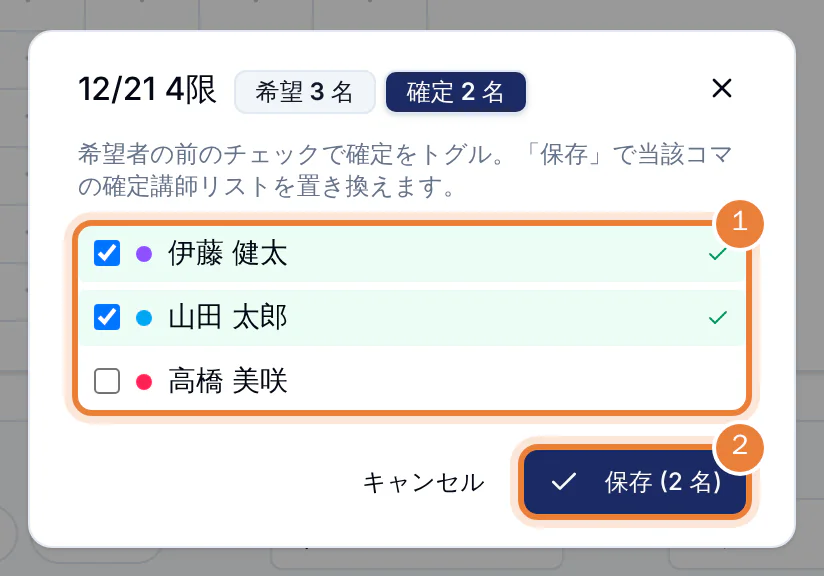 12/21 4限 希望 3 名 確定 2 名
希望者の前のチェックで確定をトグル。「保存」で当該コマ
の確定講師リストを置き換えます。
1
伊藤 健太
山田 太郎
高橋 美咲
2
キャンセル 保存 (2 名)